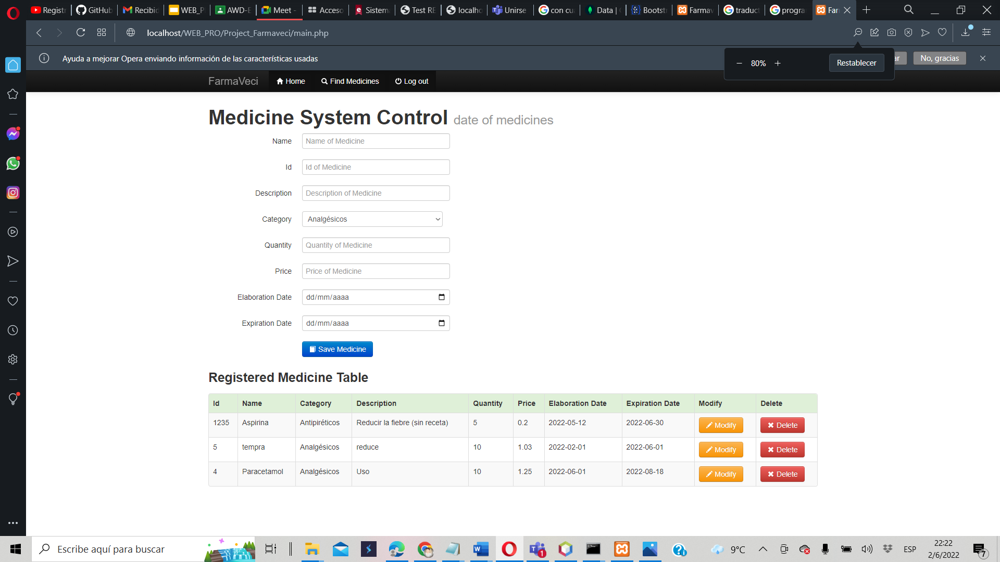 Registr
GitHub
Recibid
WEB_P
AWD-E
Meet -
Acceso
Sistem
Test RE
localho
Unirse
con cu
Data |
Bootstr
Farmav
traduct
progra
Far
localhost/WEB_PRO/Project_Farmaveci/main.php
Ayuda a mejorar Opera enviando información de las características usadas
ar
No, gracias
80%
Restablecer
FarmaVeci
Home
Find Medicines
Log out
Medicine System Control date of medicines
Name
Name of Medicine
Id
Id of Medicine
Description
Description of Medicine
Category
Analgésicos
Quantity
Quantity of Medicine
Price
Price of Medicine
Elaboration Date
dd/mm/aaaa
Expiration Date
dd/mm/aaaa
Save Medicine
Registered Medicine Table
Id Name Category Description Quantity Price Elaboration Date Expiration Date Modify Delete
1235 Aspirina Antipiréticos Reducir la fiebre (sin receta) 5 0.2 2022-05-12 2022-06-30 Modify Delete
5 tempra Analgésicos reduce 10 1.03 2022-02-01 2022-06-01 Modify Delete
4 Paracetamol Analgésicos Uso 10 1.25 2022-06-01 2022-08-18 Modify Delete
Escribe aquí para buscar
1
9°C
ESP
22:22
2/6/2022
7